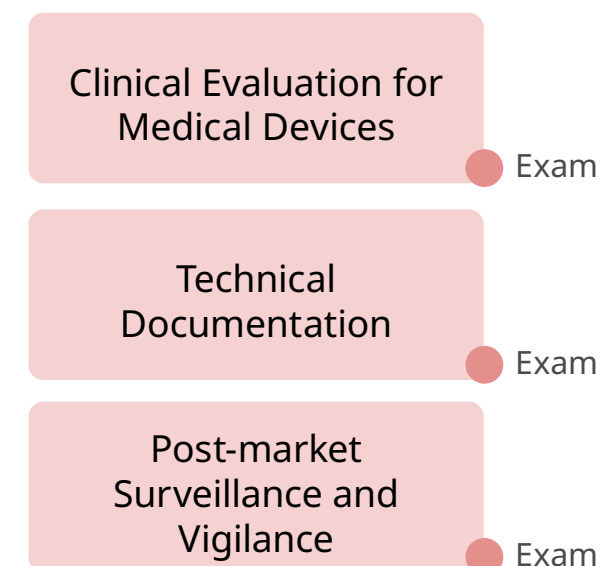 Clinical Evaluation for
Medical Devices
Exam
Technical
Documentation
Exam
Post-market
Surveillance and
Vigilance
Exam